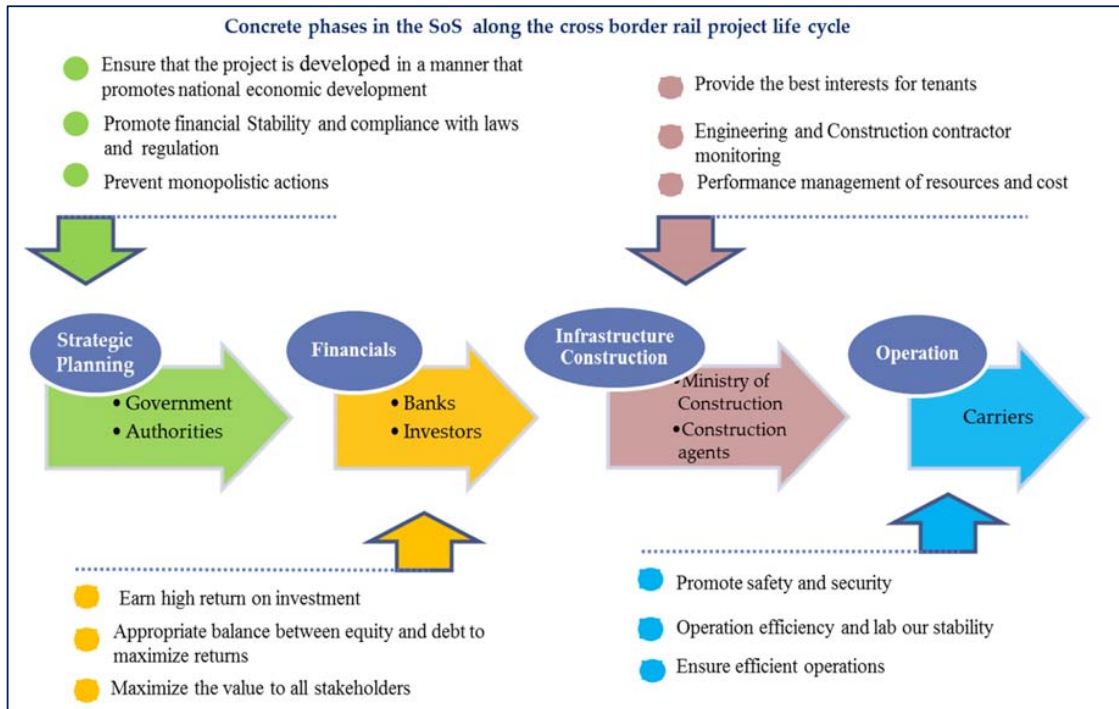 Concrete phases in the SoS along the cross border rail project life cycle
Ensure that the project is developed in a manner that
promotes national economic development
Promote financial Stability and compliance with laws
and regulation
Prevent monopolistic actions
Provide the best interests for tenants
Engineering and Construction contractor
monitoring
Performance management of resources and cost
Strategic
Planning
• Government
• Authorities
Financials
• Banks
• Investors
Infrastructure
Construction
• Ministry of
Construction
• Construction
agents
Operation
Carriers
Earn high return on investment
Appropriate balance between equity and debt to
maximize returns
Maximize the value to all stakeholders
Promote safety and security
Operation efficiency and lab our stability
Ensure efficient operations